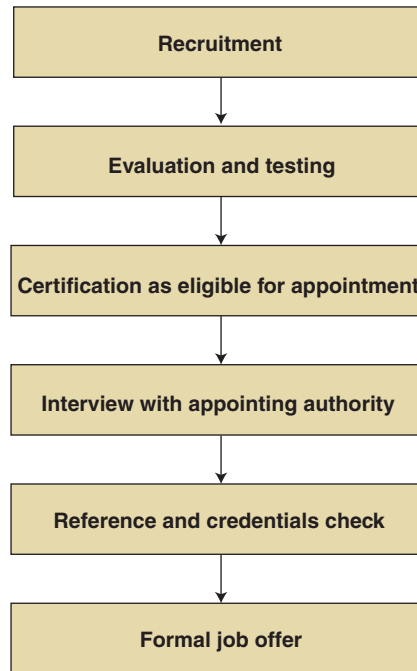 Recruitment
Evaluation and testing
Certification as eligible for appointment
Interview with appointing authority
Reference and credentials check
Formal job offer